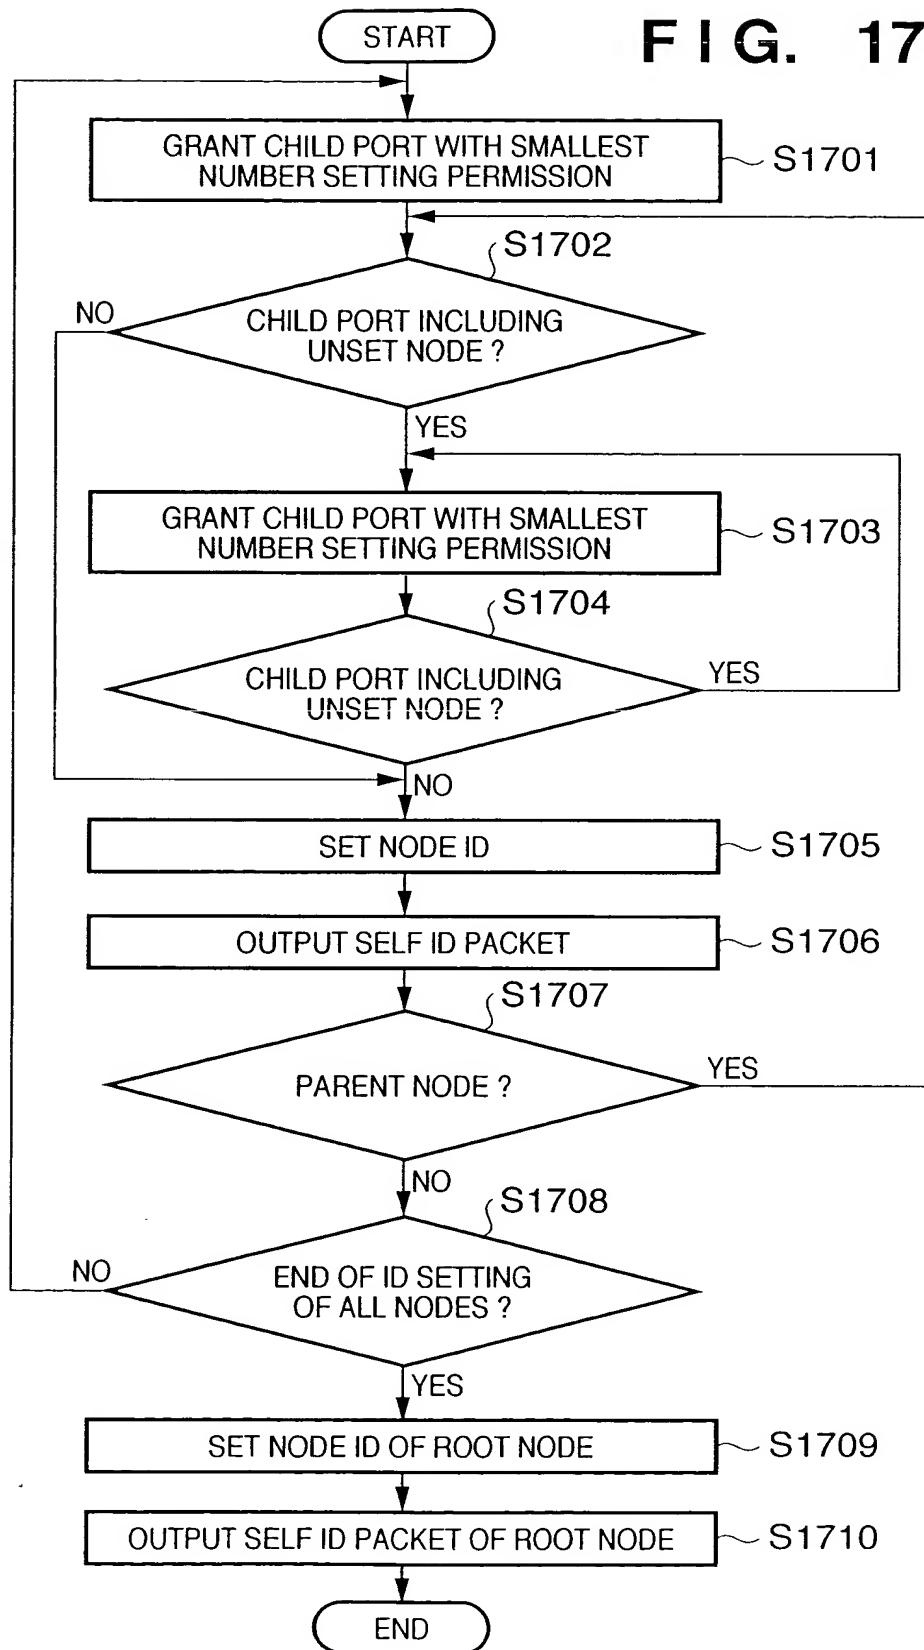 START
FIG. 17
GRANT CHILD PORT WITH SMALLEST
NUMBER SETTING PERMISSION
S1701
S1702
NO
CHILD PORT INCLUDING
UNSET NODE ?
YES
GRANT CHILD PORT WITH SMALLEST
NUMBER SETTING PERMISSION
S1703
S1704
CHILD PORT INCLUDING
UNSET NODE ?
YES
NO
SET NODE ID
S1705
OUTPUT SELF ID PACKET
S1706
S1707
PARENT NODE ?
YES
NO
S1708
NO
END OF ID SETTING
OF ALL NODES ?
YES
SET NODE ID OF ROOT NODE
S1709
OUTPUT SELF ID PACKET OF ROOT NODE
S1710
END